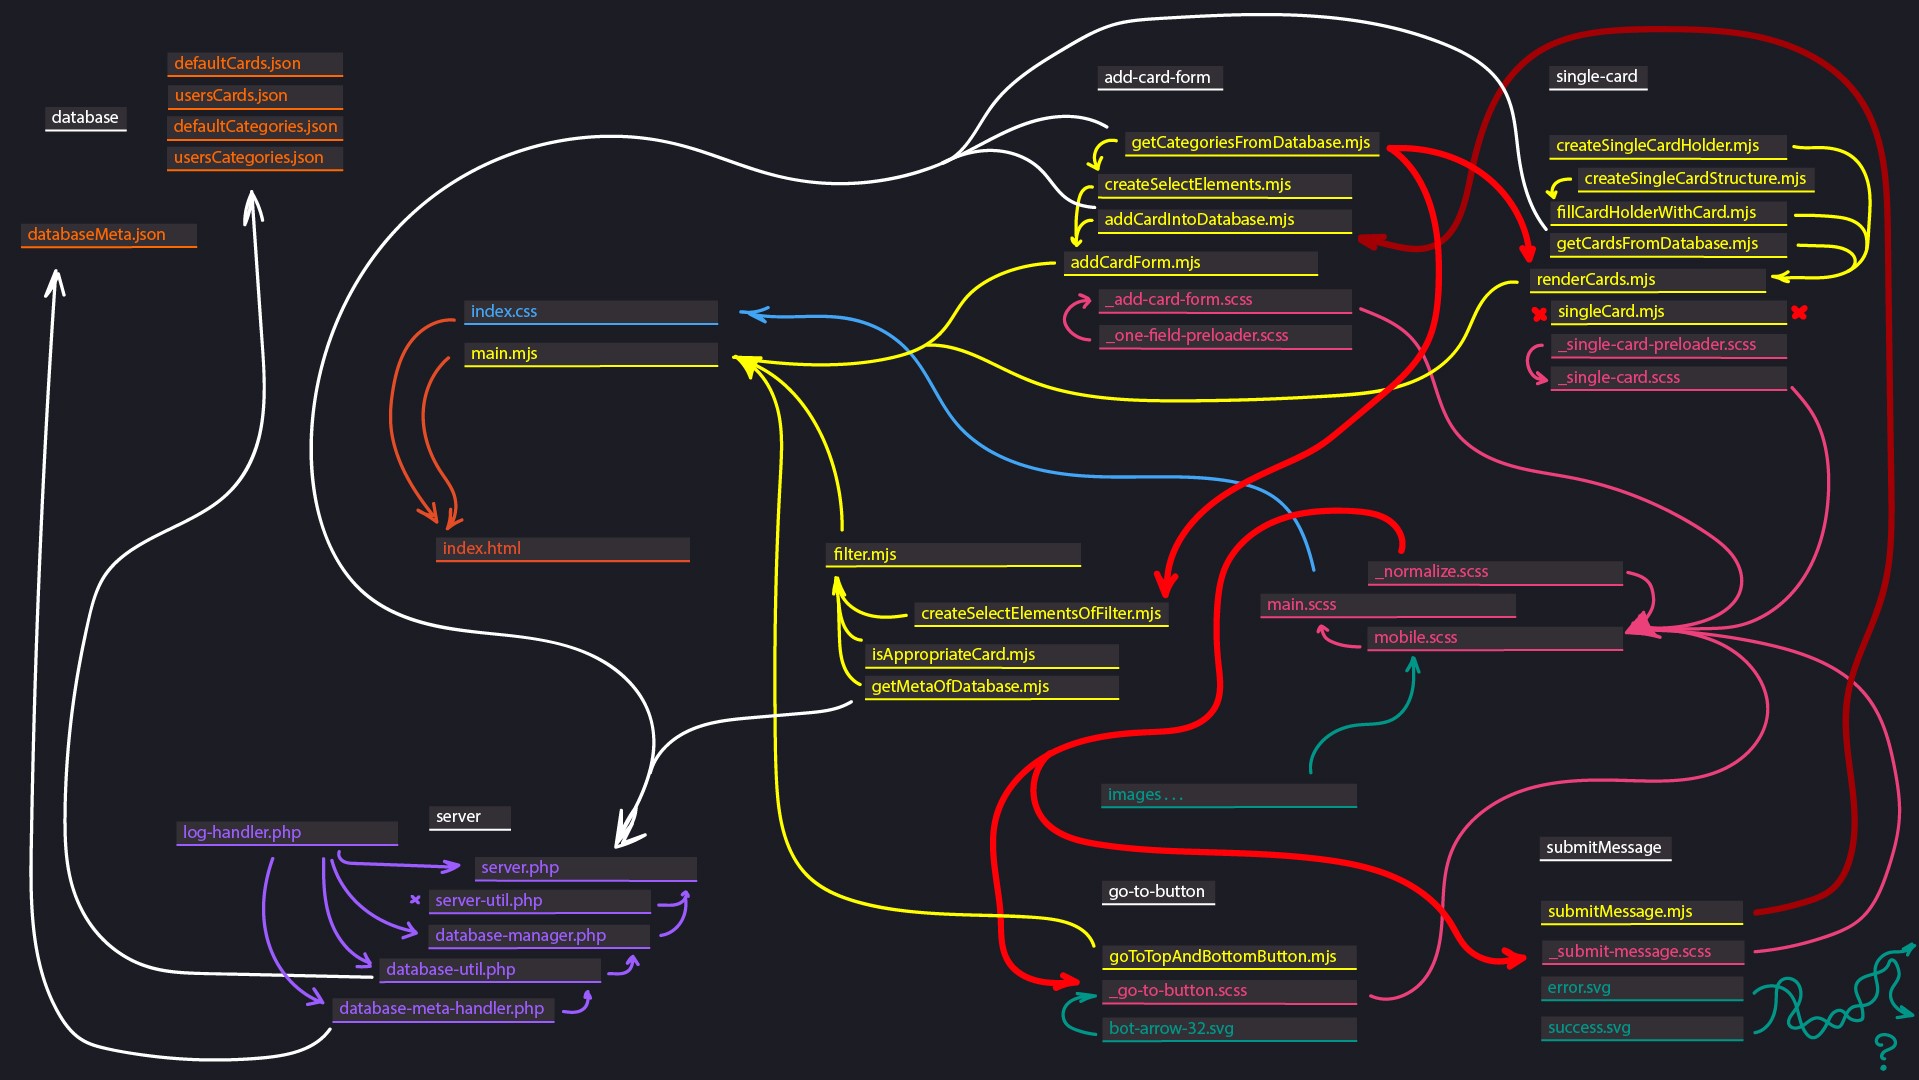 database
defaultCards.json
usersCards.json
defaultCategories.json
usersCategories.json
databaseMeta.json
index.css
main.mjs
index.html
add-card-form
getCategoriesFromDatabase.mjs
createSelectElements.mjs
addCardIntoDatabase.mjs
addCardForm.mjs
_add-card-form.scss
_one-field-preloader.scss
single-card
createSingleCardHolder.mjs
createSingleCardStructure.mjs
fillCardHolderWithCard.mjs
getCardsFromDatabase.mjs
renderCards.mjs
singleCard.mjs
_single-card-preloader.scss
_single-card.scss
filter.mjs
createSelectElementsOfFilter.mjs
isAppropriateCard.mjs
getMetaOfDatabase.mjs
_normalize.scss
main.scss
mobile.scss
images . . .
server
log-handler.php
server.php
server-util.php
database-manager.php
database-util.php
database-meta-handler.php
go-to-button
goToTopAndBottomButton.mjs
_go-to-button.scss
bot-arrow-32.svg
submitMessage
submitMessage.mjs
_submit-message.scss
error.svg
success.svg
?